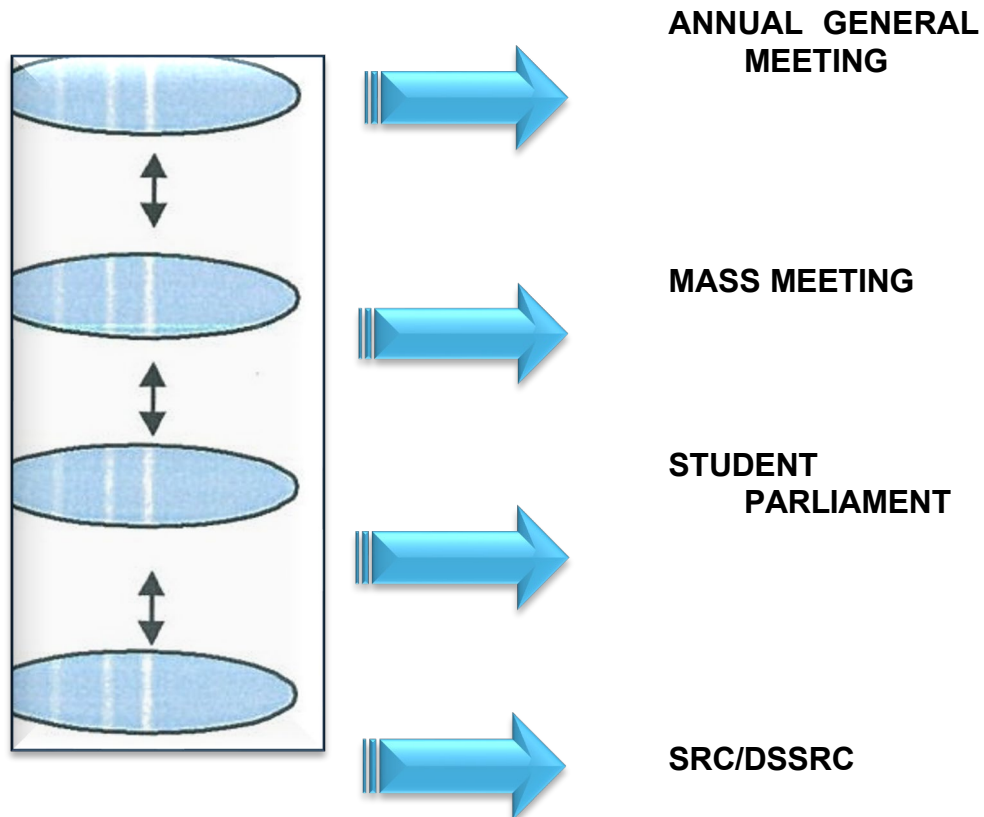 ANNUAL GENERAL
MEETING
MASS MEETING
STUDENT
PARLIAMENT
SRC/DSSRC